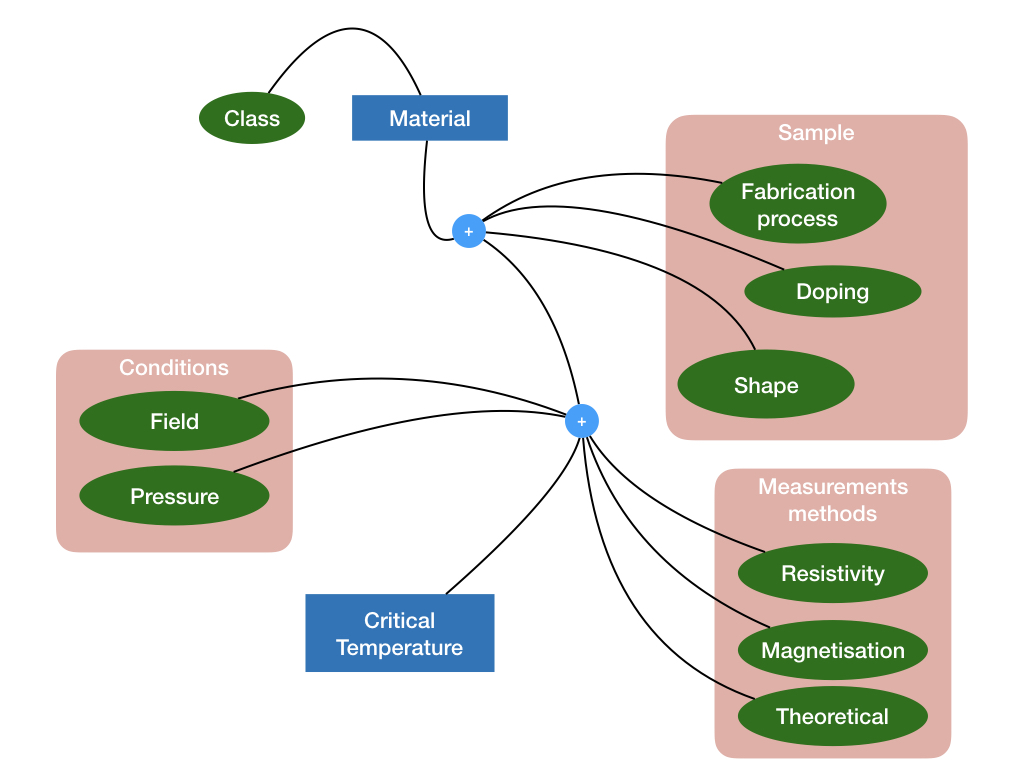 Class
Material
Sample
Fabrication
process
+
Doping
Conditions
Shape
Field
+
Pressure
Measurements
methods
Resistivity
Critical
Temperature
Magnetisation
Theoretical